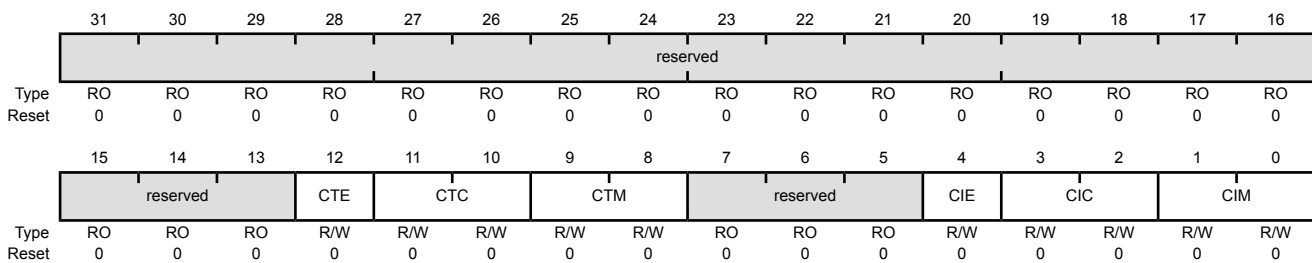 31 30 29 28 27 26 25 24 23 22 21 20 19 18 17 16
reserved
Type RO RO RO RO RO RO RO RO RO RO RO RO RO RO RO RO
Reset 0 0 0 0 0 0 0 0 0 0 0 0 0 0 0 0
15 14 13 12 11 10 9 8 7 6 5 4 3 2 1 0
reserved CTE CTC CTM reserved CIE CIC CIM
Type RO RO RO R/W R/W R/W R/W R/W RO RO RO R/W R/W R/W R/W R/W
Reset 0 0 0 0 0 0 0 0 0 0 0 0 0 0 0 0